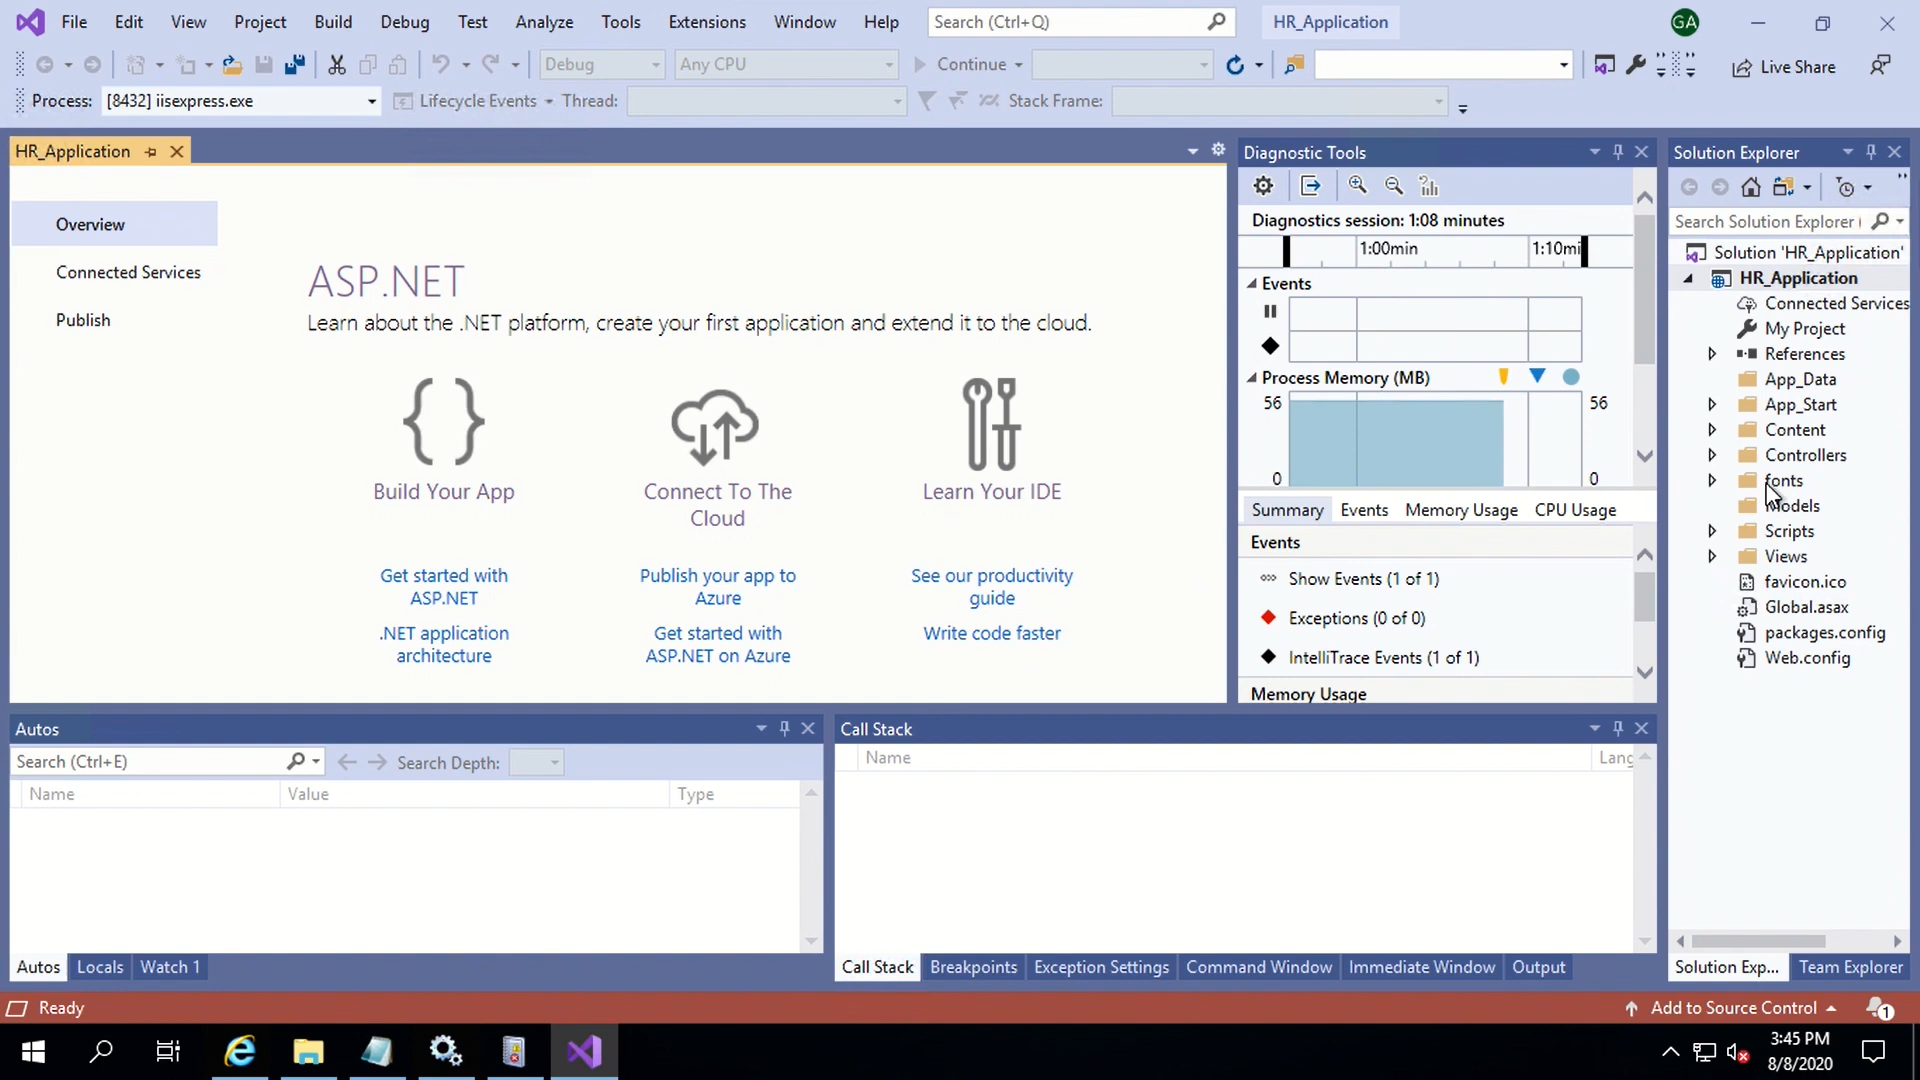 File Edit View Project Build Debug Test Analyze Tools Extensions Window Help Search (Ctrl+Q) HR_Application GA
Debug Any CPU Continue Live Share
Process: [8432] iisexpress.exe Lifecycle Events Thread: Stack Frame:
HR_Application
Overview
Connected Services
Publish
ASP.NET
Learn about the .NET platform, create your first application and extend it to the cloud.
Build Your App
Connect To The
Cloud
Learn Your IDE
Get started with
ASP.NET
Publish your app to
Azure
See our productivity
guide
.NET application
architecture
Get started with
ASP.NET on Azure
Write code faster
Diagnostic Tools
Diagnostics session: 1:08 minutes
1:00min 1:10mi
Events
Process Memory (MB)
56 56
0 0
Summary Events Memory Usage CPU Usage
Events
Show Events (1 of 1)
Exceptions (0 of 0)
IntelliTrace Events (1 of 1)
Memory Usage
Solution Explorer
Search Solution Explorer (
Solution 'HR_Application'
HR_Application
Connected Services
My Project
References
App_Data
App_Start
Content
Controllers
fonts
Models
Scripts
Views
favicon.ico
Global.asax
packages.config
Web.config
Solution Exp... Team Explorer
Autos
Search (Ctrl+E) Search Depth:
Name Value Type
Autos Locals Watch 1
Call Stack
Name Lang
Call Stack Breakpoints Exception Settings Command Window Immediate Window Output
Ready Add to Source Control 1
3:45 PM
8/8/2020